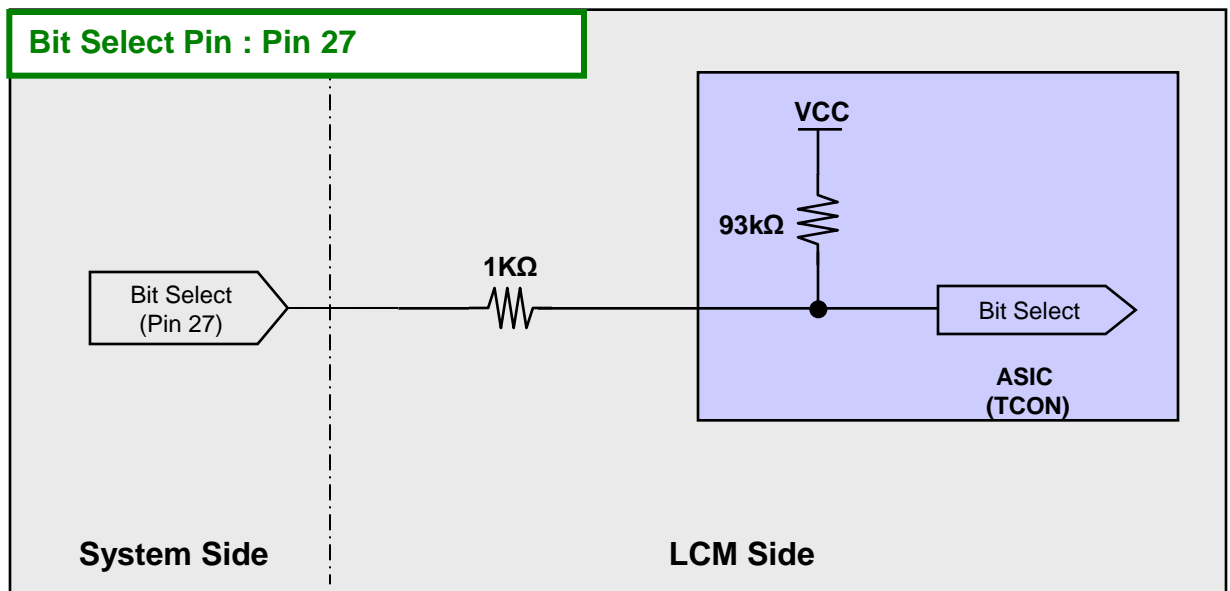 Bit Select Pin : Pin 27
VCC
93kΩ
1KΩ
Bit Select
(Pin 27)
Bit Select
ASIC
(TCON)
System Side
LCM Side